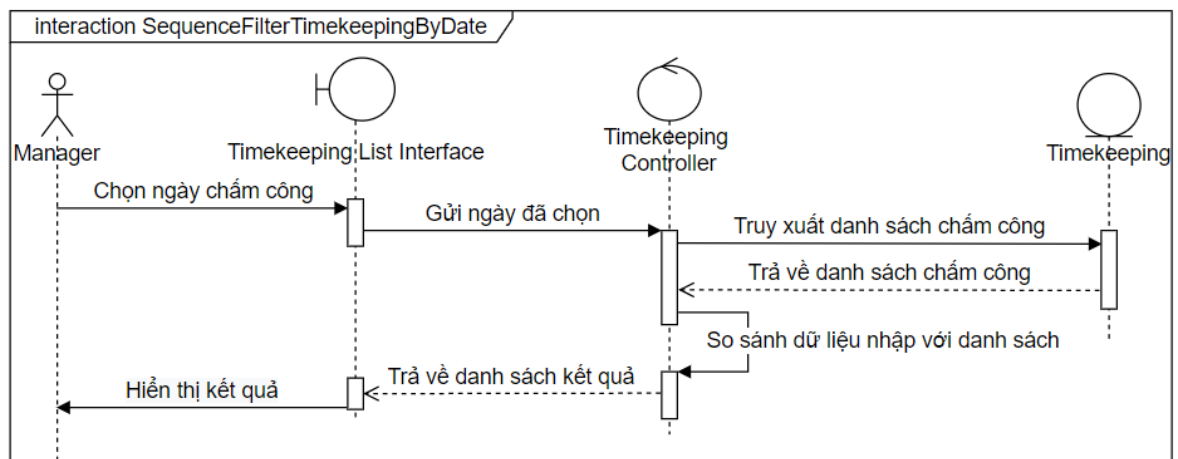 interaction SequenceFilterTimekeepingByDate
Manager
Timekeeping List Interface
Timekeeping
Controller
Timekeeping
Chọn ngày chấm công
Gửi ngày đã chọn
Truy xuất danh sách chấm công
Trả về danh sách chấm công
So sánh dữ liệu nhập với danh sách
Trả về danh sách kết quả
Hiển thị kết quả